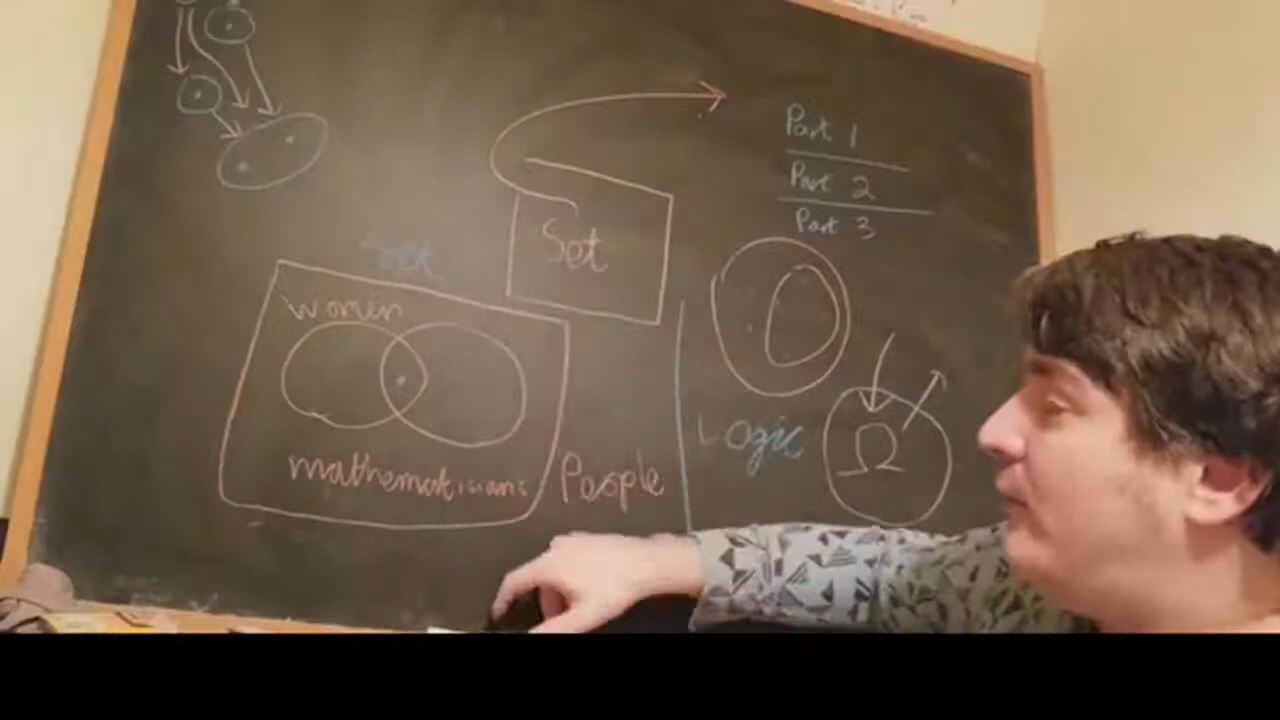 Part 1
Part 2
Part 3
Set
women
mathematicians
People
Logic
Ω